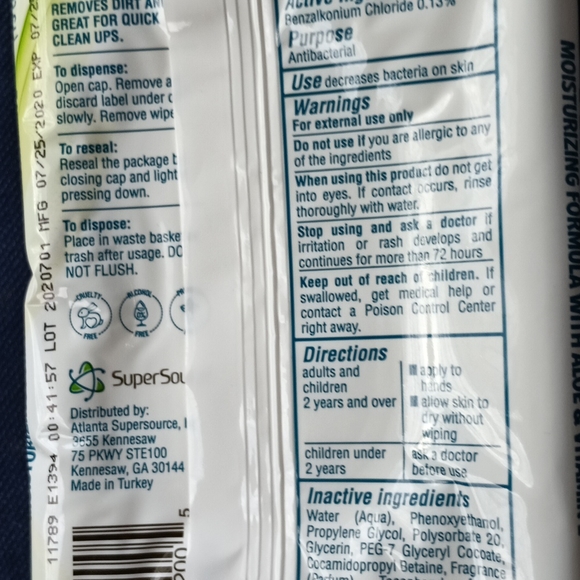 REMOVES DIRT
GREAT FOR QUICK
CLEAN UPS.
To dispense:
Open cap. Remove a
discard label under
slowly. Remove wipe
To reseal:
Reseal the package
closing cap and light
pressing down.
To dispose:
Place in waste baske
trash after usage. DO
NOT FLUSH.
CRUELTY FREE
ALCOHOL FREE
SuperSou
Distributed by:
Atlanta Supersource,
3655 Kennesaw
75 PKWY STE100
Kennesaw, GA 30144
Made in Turkey
11789 E1394 00:41:57 LOT 2020701 MFG 07/25/2020 EXP 07/2
Benzalkonium Chloride 0.13%
Purpose
Antibacterial
Use decreases bacteria on skin
Warnings
For external use only
Do not use if you are allergic to any
of the ingredients
When using this product do not get
into eyes. If contact occurs, rinse
thoroughly with water.
Stop using and ask a doctor if
irritation or rash develops and
continues for more than 72 hours
Keep out of reach of children. If
swallowed, get medical help or
contact a Poison Control Center
right away.
Directions
adults and
children
2 years and over
■ apply to
hands
■ allow skin to
dry without
wiping
children under
2 years
ask a doctor
before use
Inactive ingredients
Water (Aqua), Phenoxyethanol,
Propylene Glycol, Polysorbate 20,
Glycerin, PEG-7 Glyceryl Cocoate,
Cocamidopropyl Betaine, Fragrance
MOISTURIZING FORMULA WITH ALOE &